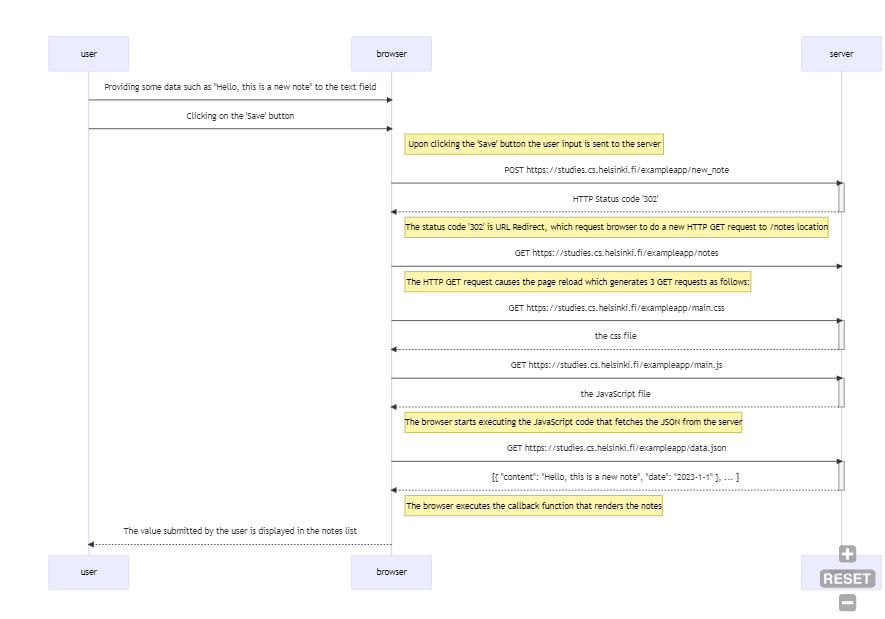 user browser server
Providing some data such as "Hello, this is a new note" to the text field
Clicking on the 'Save' button
Upon clicking the 'Save' button the user input is sent to the server
POST https://studies.cs.helsinki.fi/exampleapp/new_note
HTTP Status code '302'
The status code '302' is URL Redirect, which request browser to do a new HTTP GET request to /notes location
GET https://studies.cs.helsinki.fi/exampleapp/notes
The HTTP GET request causes the page reload which generates 3 GET requests as follows:
GET https://studies.cs.helsinki.fi/exampleapp/main.css
the css file
GET https://studies.cs.helsinki.fi/exampleapp/main.js
the JavaScript file
The browser starts executing the JavaScript code that fetches the JSON from the server
GET https://studies.cs.helsinki.fi/exampleapp/data.json
[{ "content": "Hello, this is a new note", "date": "2023-1-1" }, ... ]
The browser executes the callback function that renders the notes
The value submitted by the user is displayed in the notes list
user browser
RESET